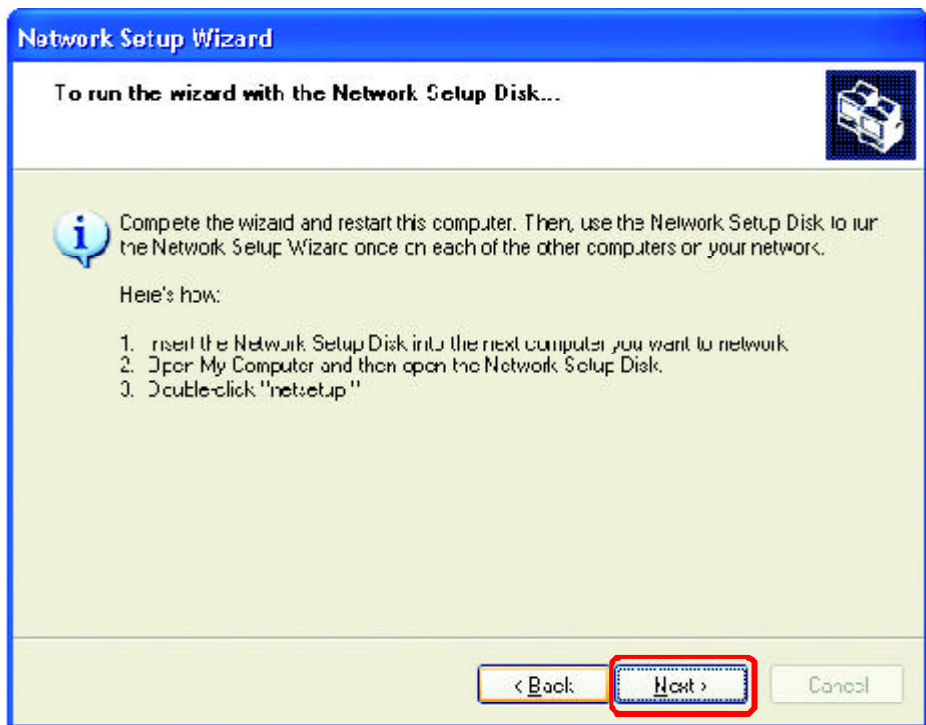 Network Setup Wizard
To run the wizard with the Network Setup Disk...
Complete the wizard and restart this computer. Then, use the Network Setup Disk to run
the Network Setup Wizard once on each of the other computers on your network.
Here's how:
1. Insert the Network Setup Disk into the next computer you want to network.
2. Open My Computer and then open the Network Setup Disk.
3. Double-click "netsetup."
< Back
Next >
Cancel